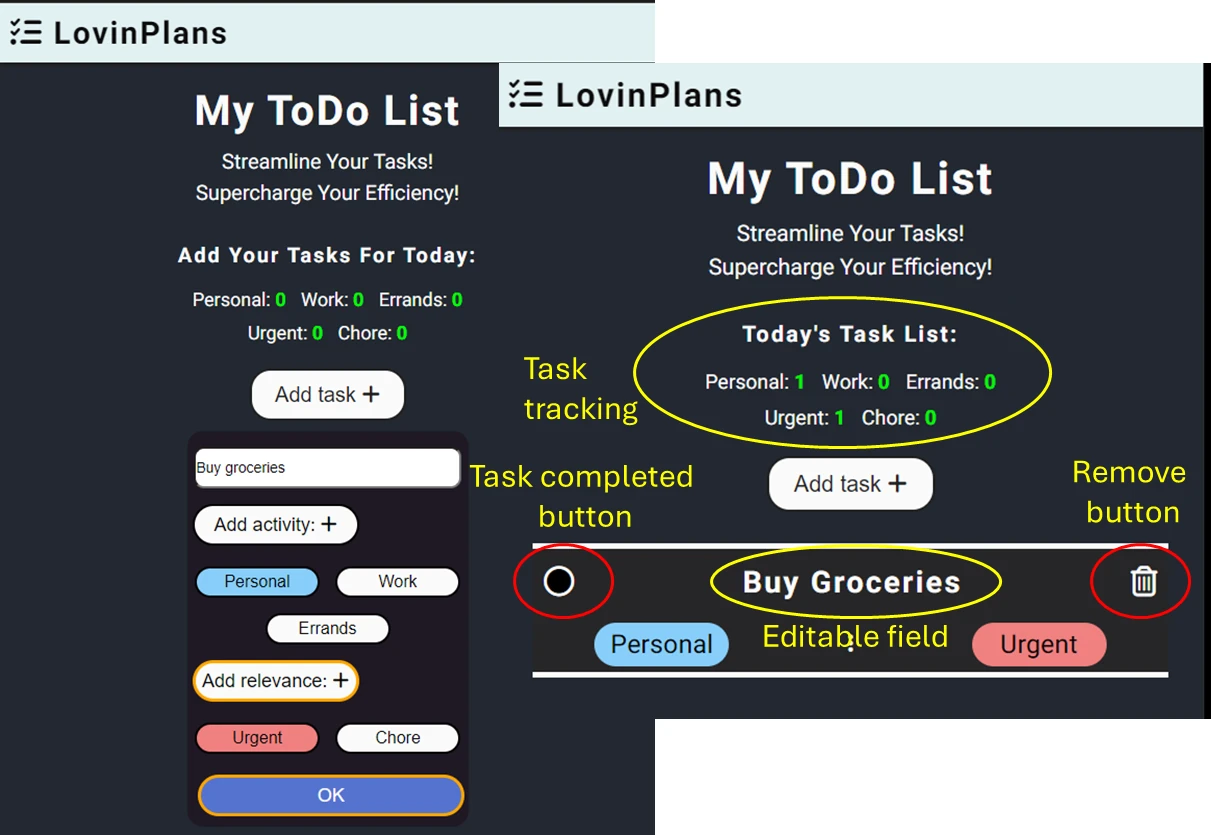 LovinPlans
My ToDo List
Streamline Your Tasks!
Supercharge Your Efficiency!
Add Your Tasks For Today:
Personal: 0 Work: 0 Errands: 0
Urgent: 0 Chore: 0
Add task +
Buy groceries
Add activity: +
Personal Work
Errands
Add relevance: +
Urgent Chore
OK
LovinPlans
My ToDo List
Streamline Your Tasks!
Supercharge Your Efficiency!
Today's Task List:
Personal: 1 Work: 0 Errands: 0
Urgent: 1 Chore: 0
Task
tracking
Add task +
Task completed
button
Remove
button
Buy Groceries
Personal : Urgent
Editable field